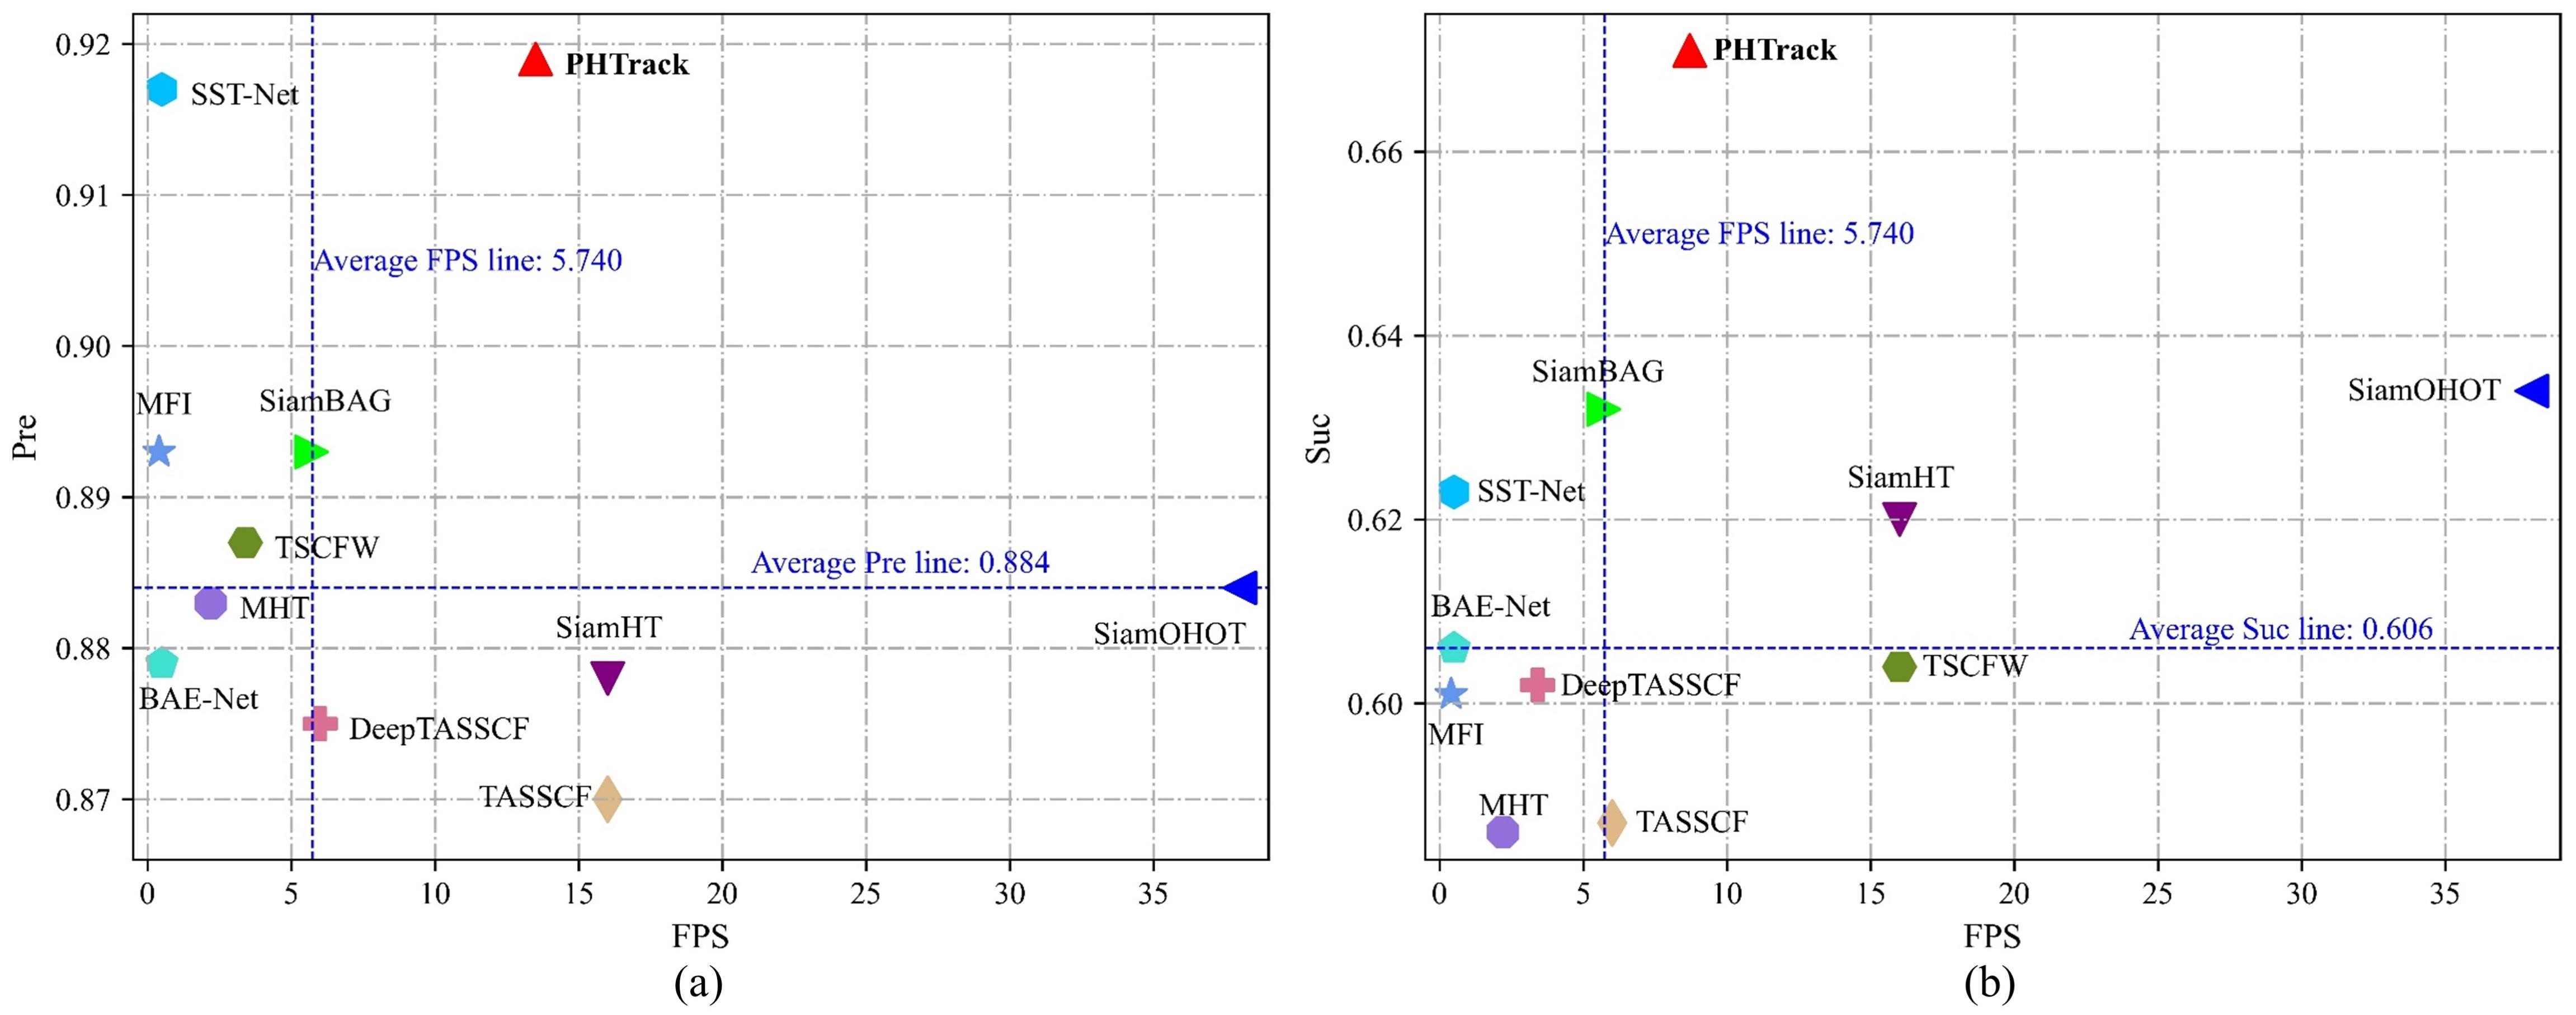 0.92
0.91
0.90
0.89
0.88
0.87
Pre
PHTrack
SST-Net
Average FPS line: 5.740
MFI
SiamBAG
TSCFW
Average Pre line: 0.884
MHT
SiamHT
SiamOHOT
BAE-Net
DeepTASSCF
TASSCF
0 5 10 15 20 25 30 35
FPS
(a)
0.66
0.64
0.62
0.60
Suc
PHTrack
Average FPS line: 5.740
SiamBAG
SiamOHOT
SiamHT
SST-Net
BAE-Net
Average Suc line: 0.606
TSCFW
DeepTASSCF
MFI
MHT
TASSCF
0 5 10 15 20 25 30 35
FPS
(b)